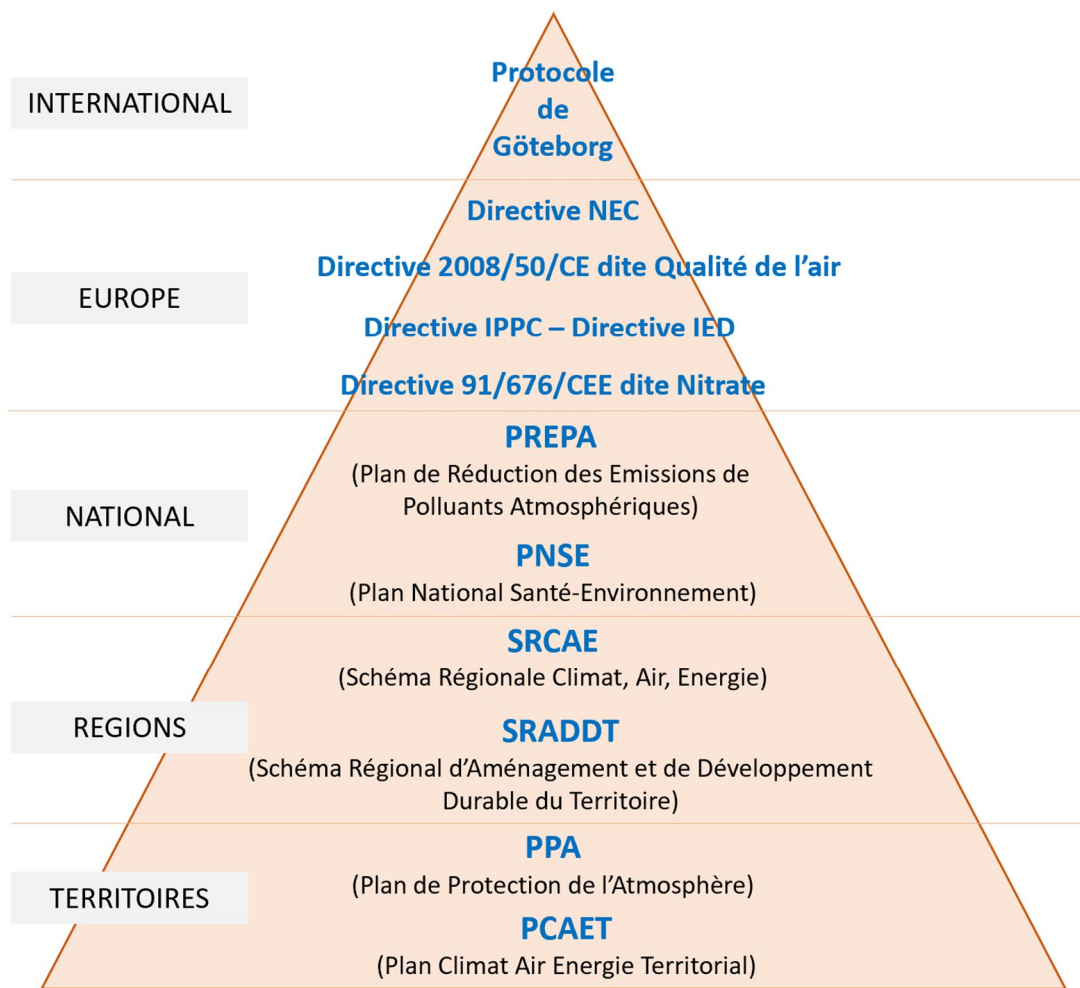 INTERNATIONAL
Protocole
de
Göteborg
EUROPE
Directive NEC
Directive 2008/50/CE dite Qualité de l’air
Directive IPPC – Directive IED
Directive 91/676/CEE dite Nitrate
NATIONAL
PREPA
(Plan de Réduction des Emissions de
Polluants Atmosphériques)
PNSE
(Plan National Santé-Environnement)
REGIONS
SRCAE
(Schéma Régionale Climat, Air, Energie)
SRADDT
(Schéma Régional d’Aménagement et de Développement
Durable du Territoire)
TERRITOIRES
PPA
(Plan de Protection de l’Atmosphère)
PCAET
(Plan Climat Air Energie Territorial)